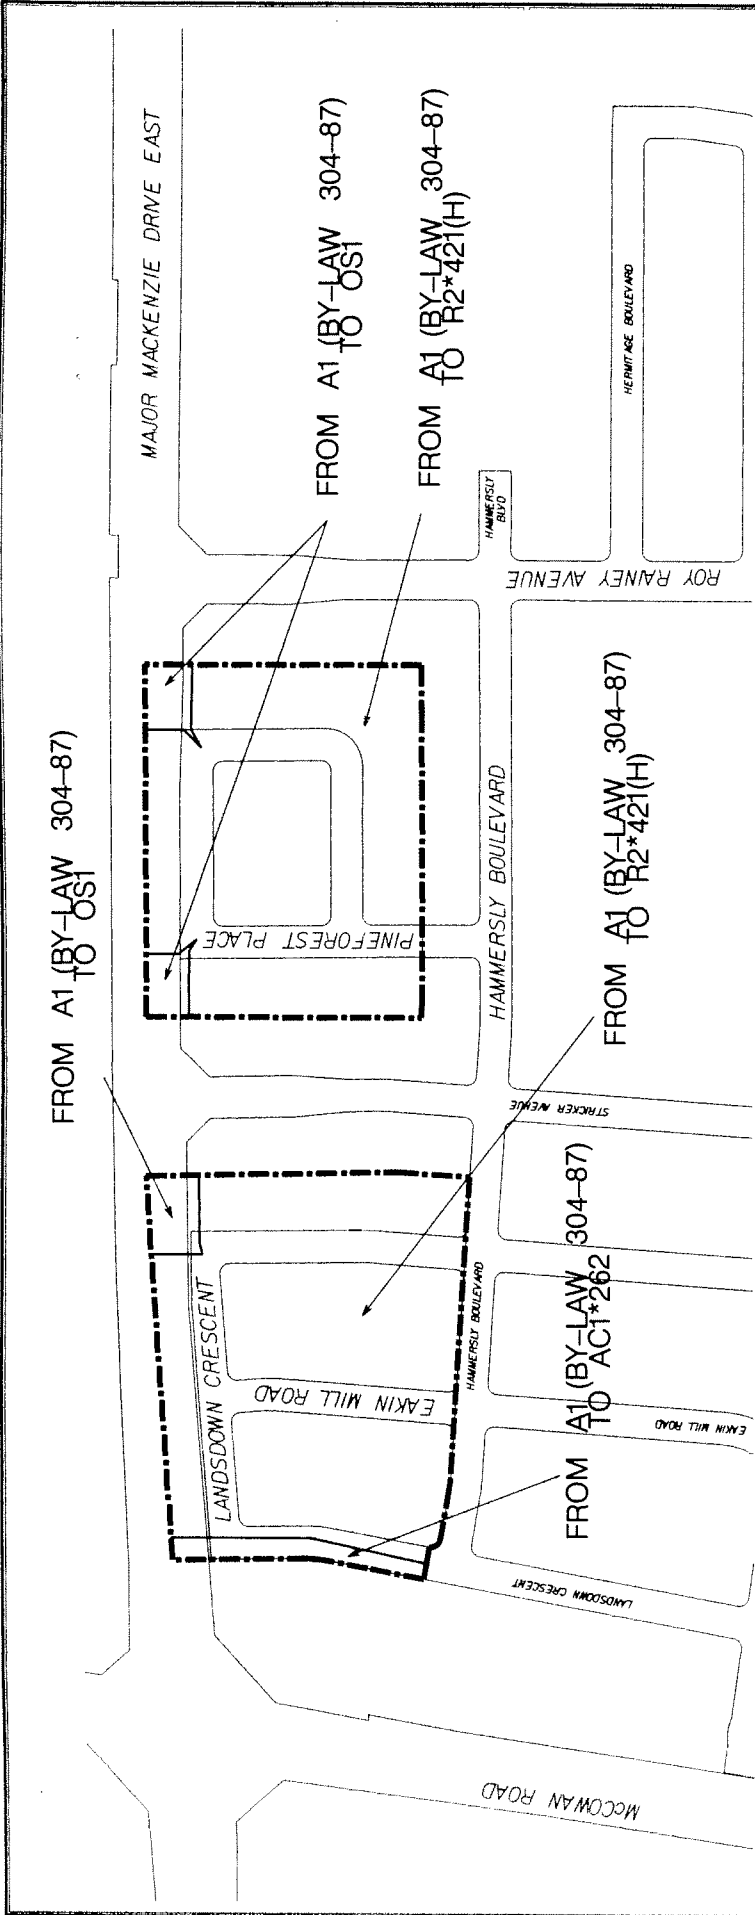 MAJOR MACKENZIE DRIVE EAST
FROM A1 (BY-LAW 304-87)
TO OS1
FROM A1 (BY-LAW 304-87)
TO OS1
FROM A1 (BY-LAW 304-87)
TO R2*421(H)
LANDSDOWN CRESCENT
EAKIN MILL ROAD
PINEFOREST PLACE
HAMMERSLY BOULEVARD
HAMMERSLY BOULEVARD
HAMMERSLY
BLVD
ROY RAINEY AVENUE
HERMITAGE BOULEVARD
FROM A1 (BY-LAW 304-87)
TO R2*421(H)
FROM A1 (BY-LAW 304-87)
TO AC1*262
STRICKER AVENUE
EAKIN MILL ROAD
LANDSDOWN CRESCENT
McCOWAN ROAD